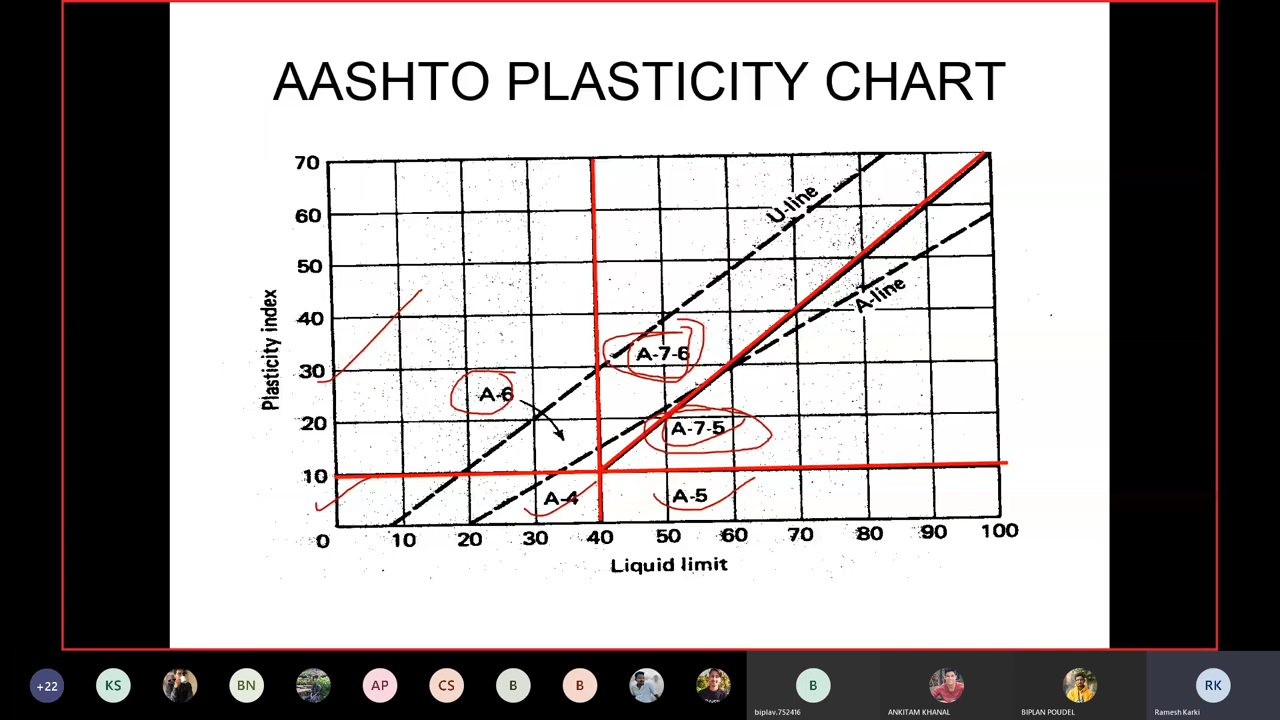 AASHTO PLASTICITY CHART
70
60
50
40
30
20
10
Plasticity index
U-line
A-line
A-7-6
A-6
A-7-5
A-4
A-5
0 10 20 30 40 50 60 70 80 90 100
Liquid limit
+22 KS BN AP CS B B B RK
biplav.752416 ANKITAM KHANAL BIPLAN POUDEL Ramesh Karki